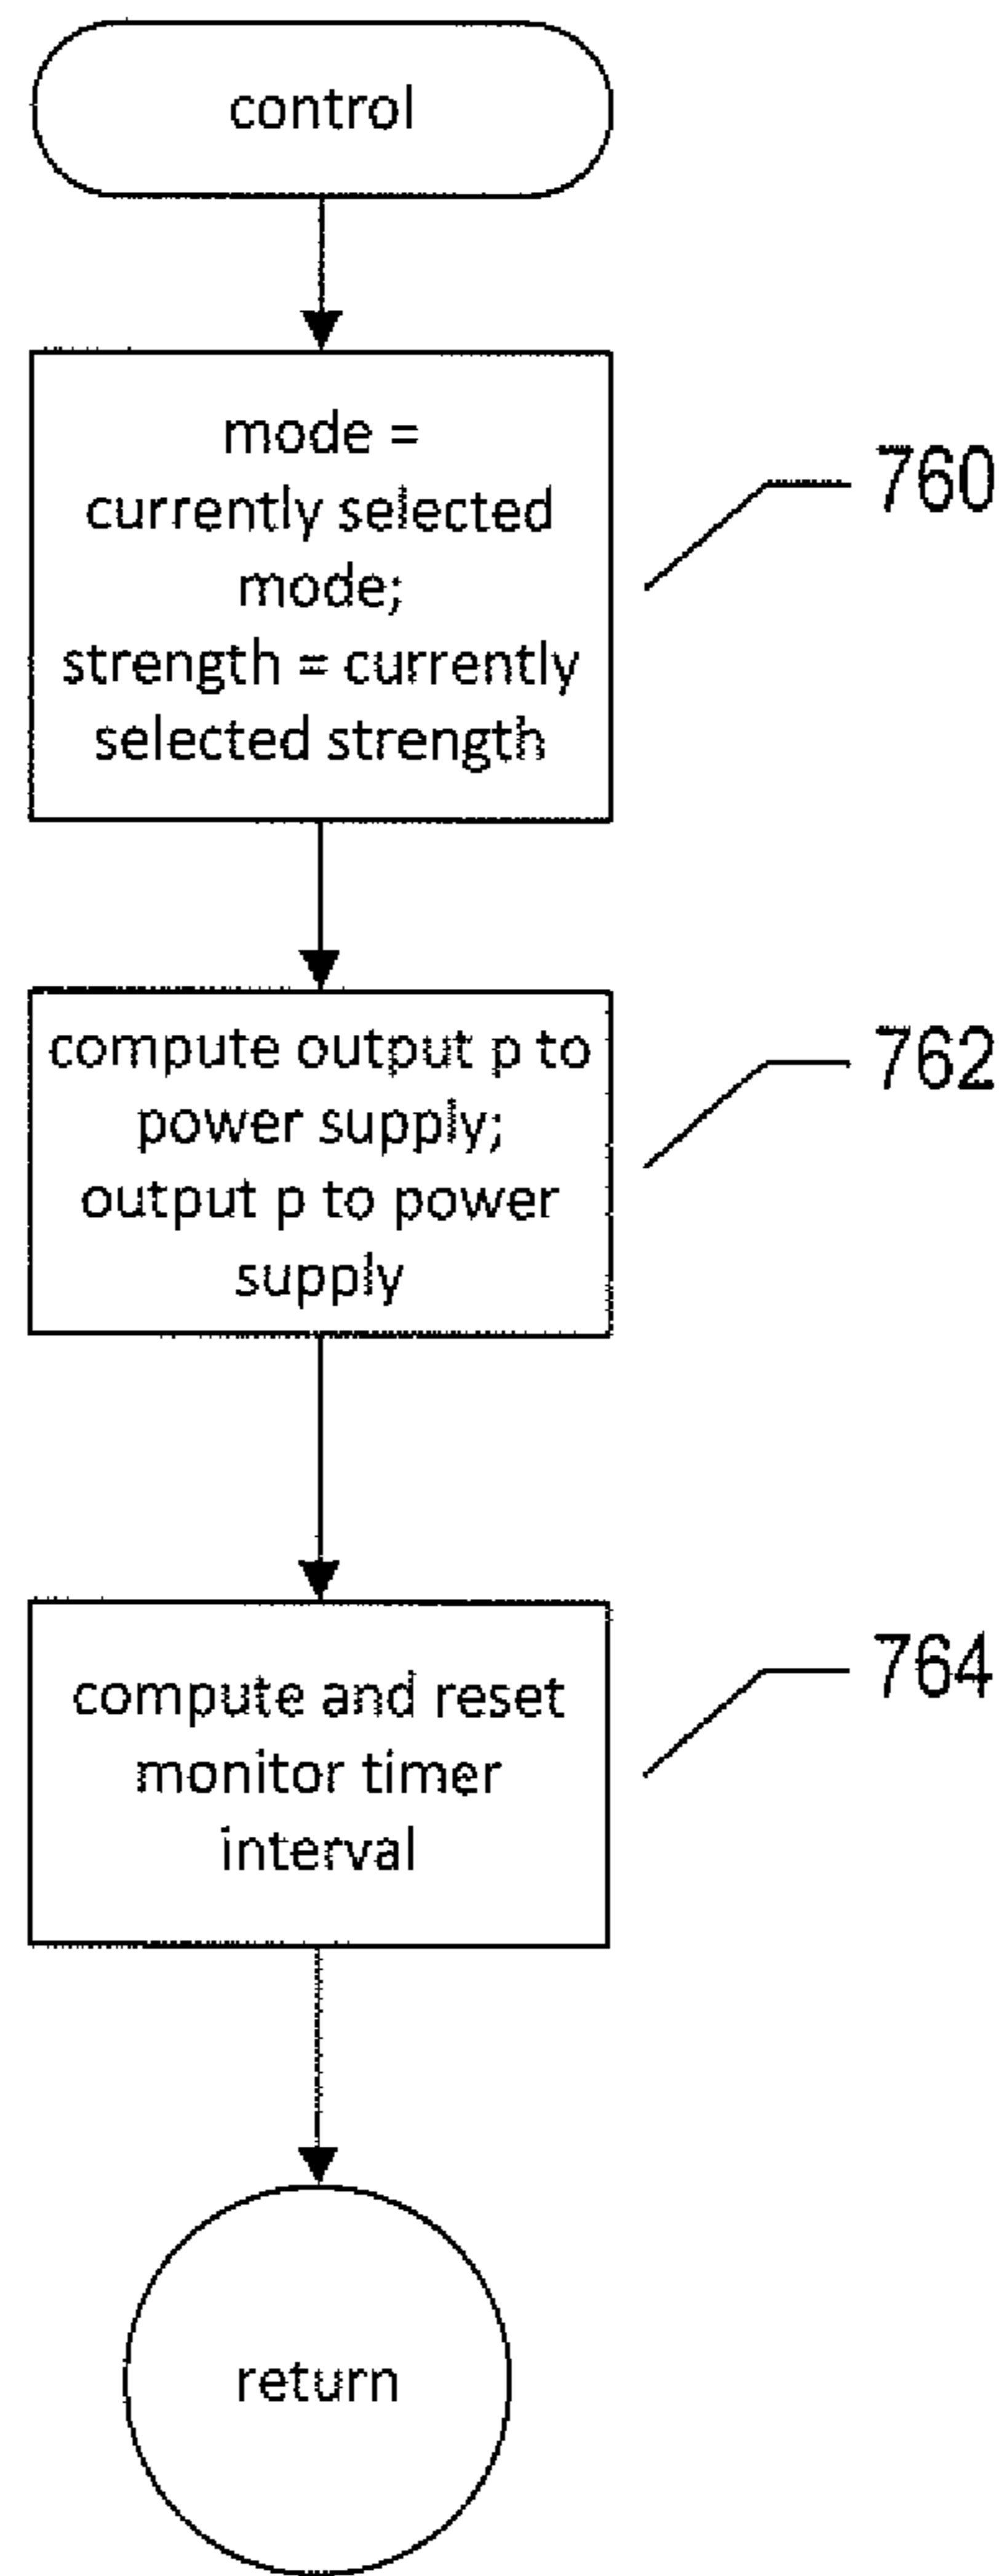 control
mode =
currently selected
mode;
strength = currently
selected strength
760
compute output p to
power supply;
output p to power
supply
762
compute and reset
monitor timer
interval
764
return